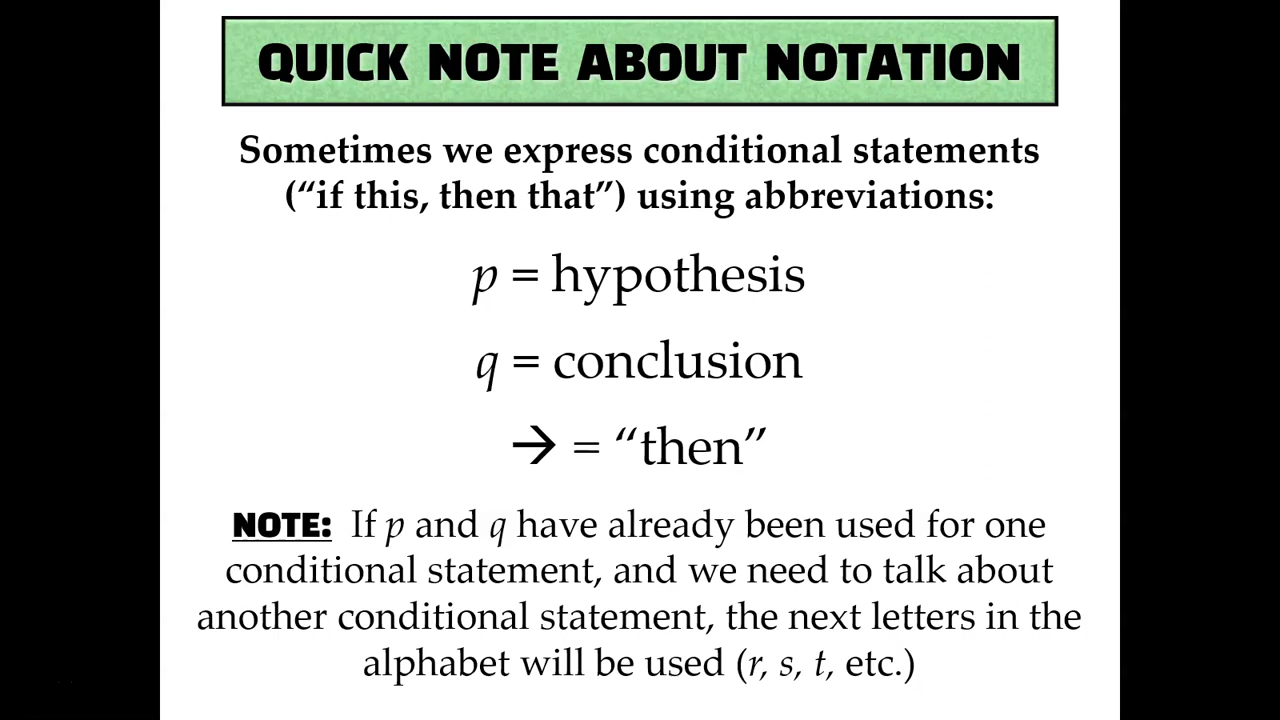 QUICK NOTE ABOUT NOTATION
Sometimes we express conditional statements
(“if this, then that”) using abbreviations:
p = hypothesis
q = conclusion
→ = “then”
NOTE: If p and q have already been used for one
conditional statement, and we need to talk about
another conditional statement, the next letters in the
alphabet will be used (r, s, t, etc.)